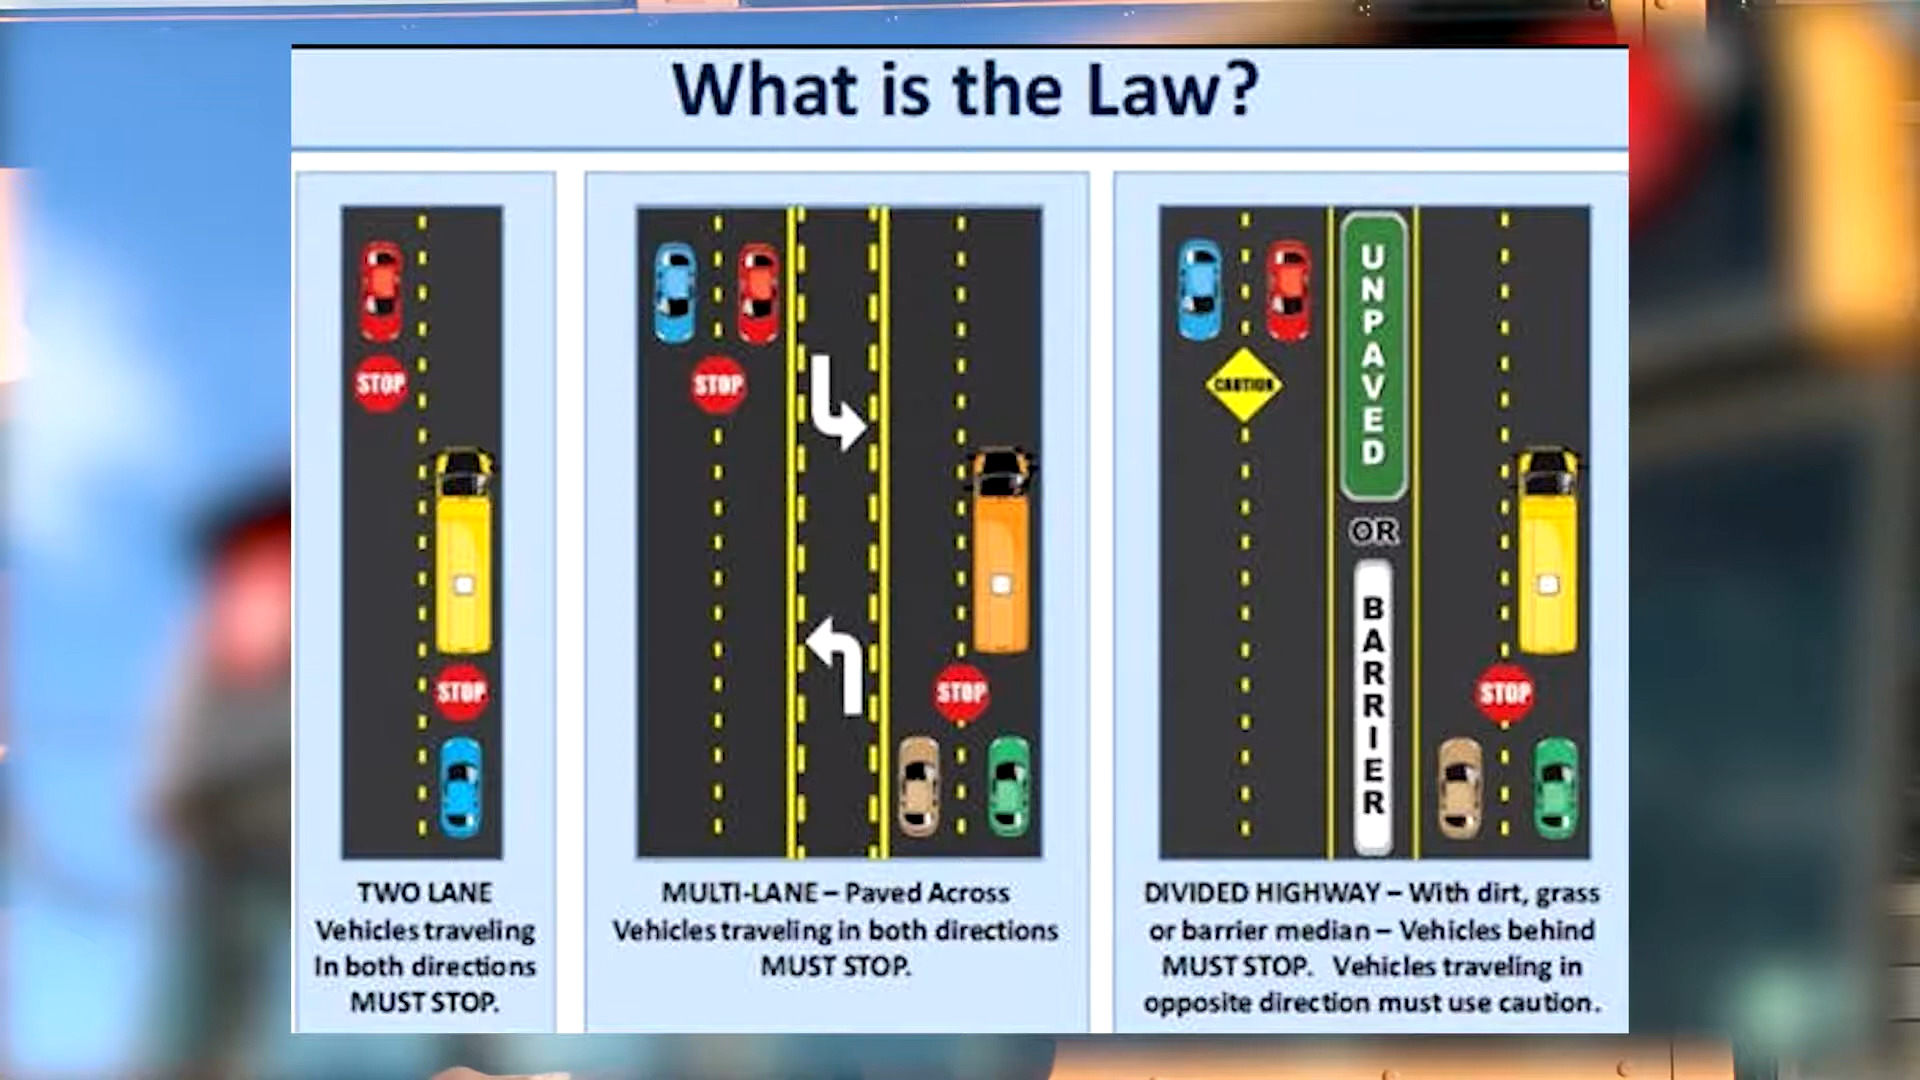 What is the Law?
STOP
STOP
TWO LANE
Vehicles traveling
In both directions
MUST STOP.
STOP
STOP
MULTI-LANE – Paved Across
Vehicles traveling in both directions
MUST STOP.
CAUTION
UNPAVED
OR
BARRIER
STOP
DIVIDED HIGHWAY – With dirt, grass
or barrier median – Vehicles behind
MUST STOP. Vehicles traveling in
opposite direction must use caution.